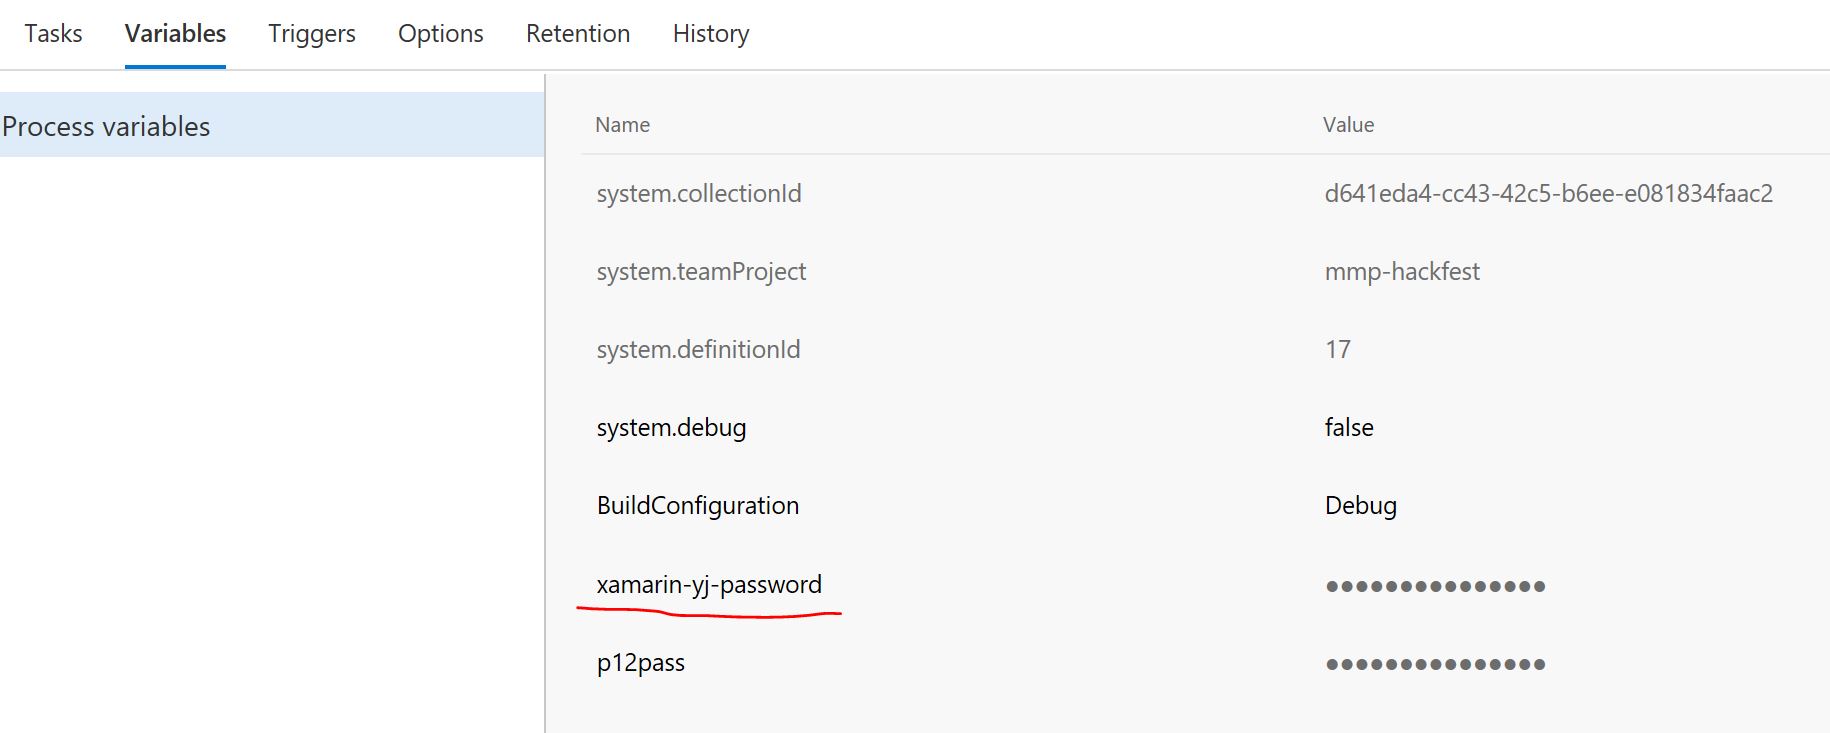 Tasks Variables Triggers Options Retention History
Process variables
Name Value
system.collectionId d641eda4-cc43-42c5-b6ee-e081834faac2
system.teamProject mmp-hackfest
system.definitionId 17
system.debug false
BuildConfiguration Debug
xamarin-yj-password ●●●●●●●●●●●●●●●
p12pass ●●●●●●●●●●●●●●●